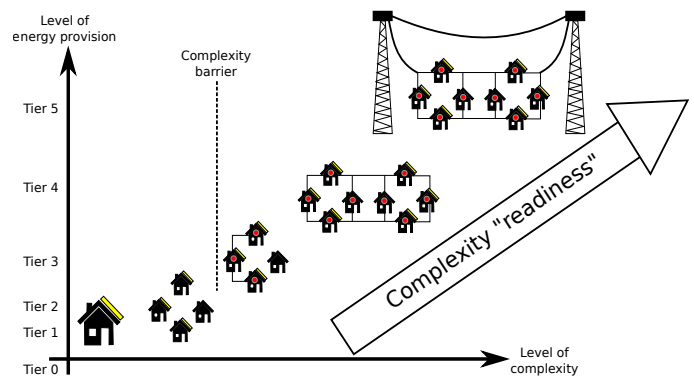 Level of
energy provision
Complexity
barrier
Tier 5
Tier 4
Tier 3
Tier 2
Tier 1
Tier 0
Complexity "readiness"
Level of
complexity